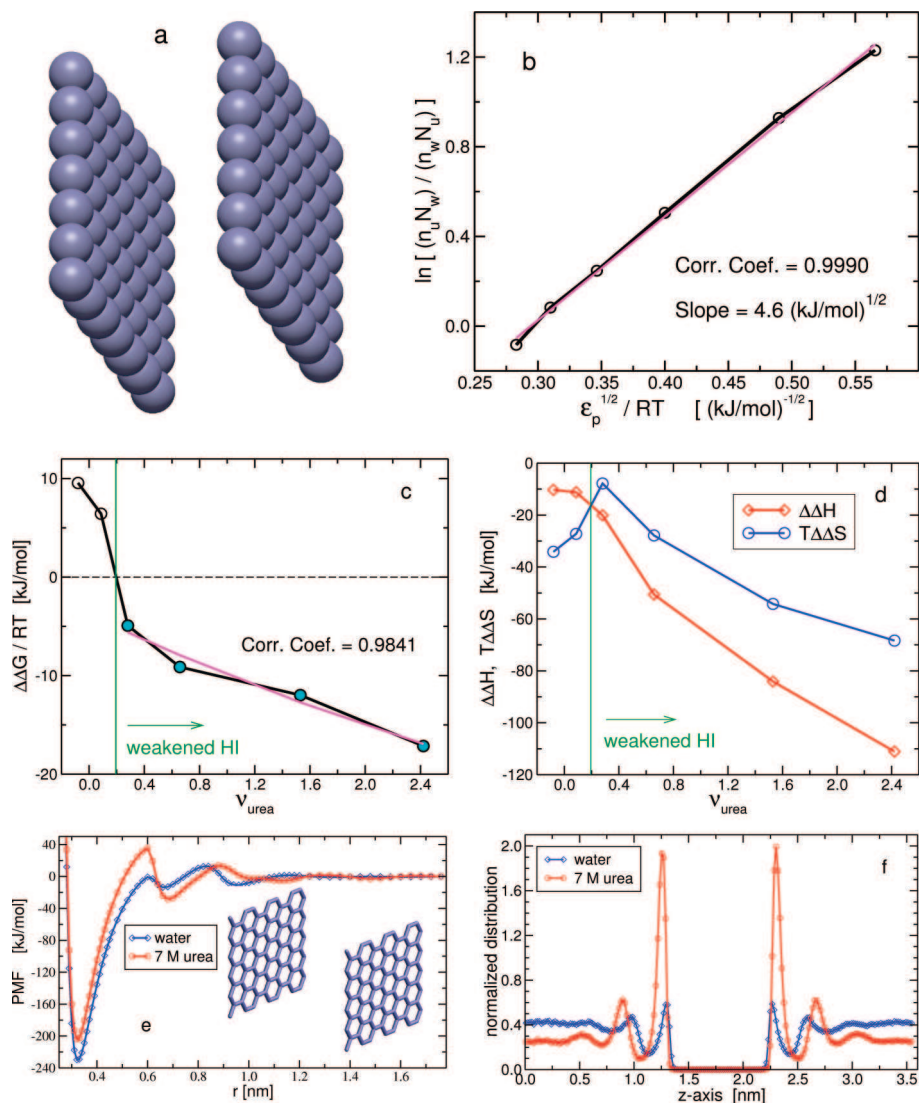 a
b
ln [ (n_u N_w) / (n_w N_u) ]
1.2
0.8
0.4
0.0
Corr. Coef. = 0.9990
Slope = 4.6 (kJ/mol)^1/2
0.25 0.30 0.35 0.40 0.45 0.50 0.55
ε_p^1/2 / RT [ (kJ/mol)^-1/2 ]
c
ΔΔG / RT [kJ/mol]
10
0
-10
-20
Corr. Coef. = 0.9841
weakened HI
0.0 0.4 0.8 1.2 1.6 2.0 2.4
ν_urea
d
ΔΔH, TΔΔS [kJ/mol]
0
-20
-40
-60
-80
-100
-120
ΔΔH
TΔΔS
weakened HI
0.0 0.4 0.8 1.2 1.6 2.0 2.4
ν_urea
PMF [kJ/mol]
40
0
-40
-80
-120
-160
-200
-240
water
7 M urea
e
0.4 0.6 0.8 1.0 1.2 1.4 1.6
r [nm]
normalized distribution
2.0
1.6
1.2
0.8
0.4
0.0
water
7 M urea
f
0.0 0.5 1.0 1.5 2.0 2.5 3.0 3.5
z-axis [nm]